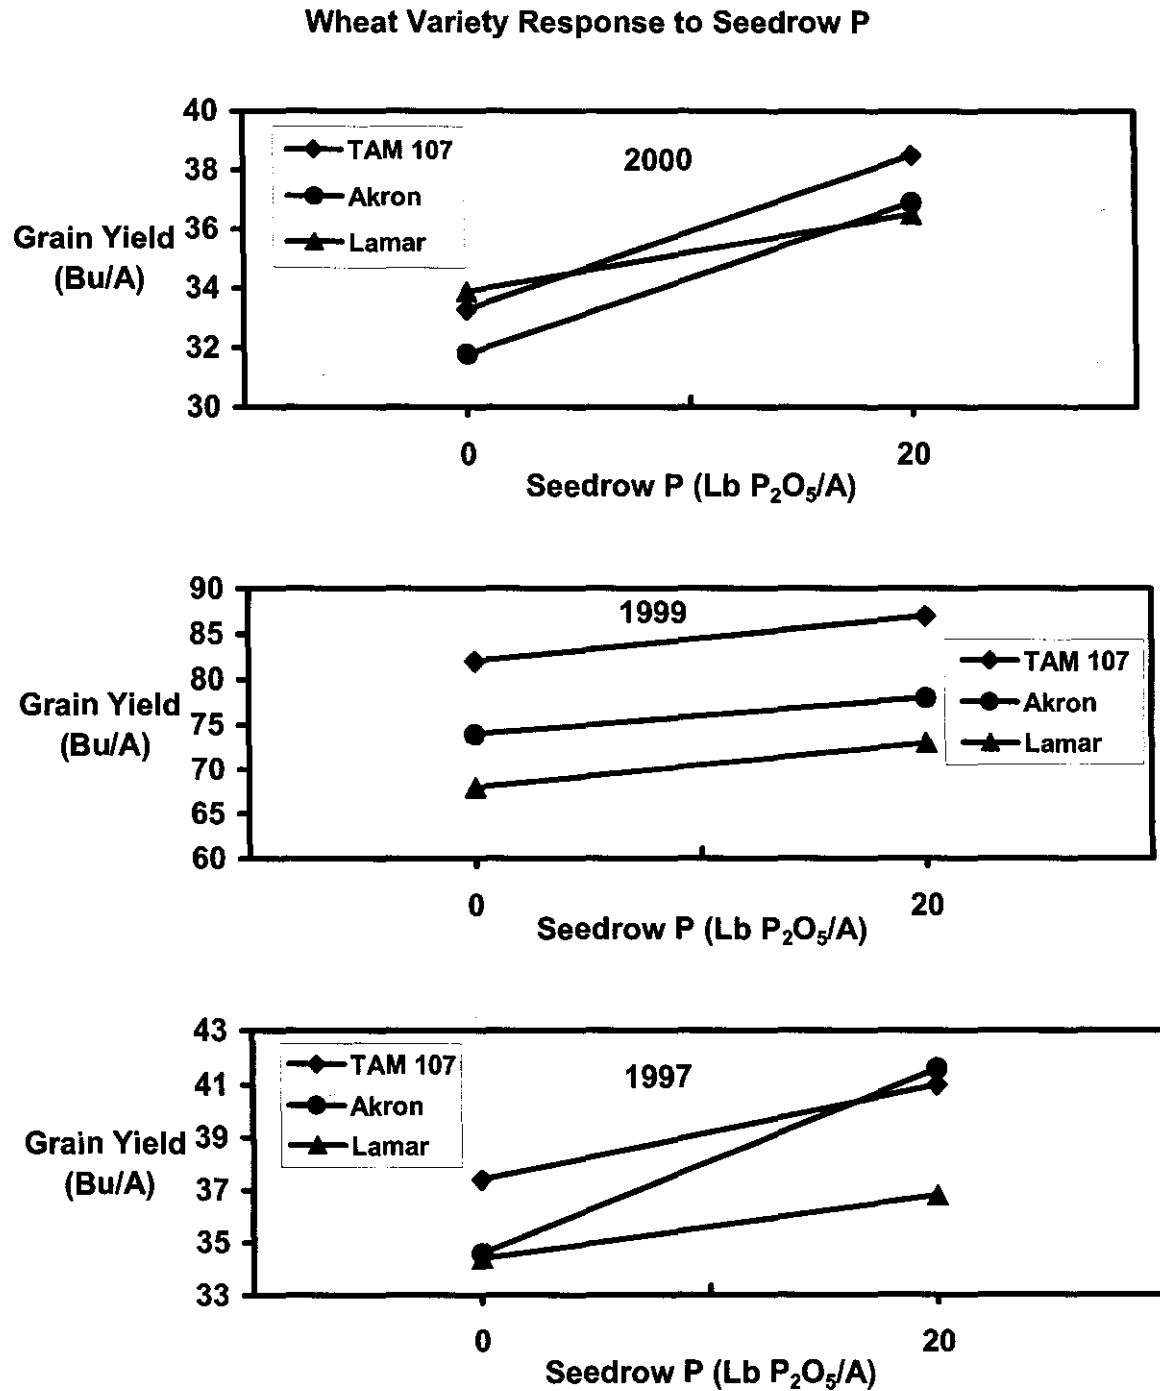 Wheat Variety Response to Seedrow P
40
38
36
34
32
30
Grain Yield
(Bu/A)
TAM 107
Akron
Lamar
2000
0 20
Seedrow P (Lb P₂O₅/A)
90
85
80
75
70
65
60
Grain Yield
(Bu/A)
1999
TAM 107
Akron
Lamar
0 20
Seedrow P (Lb P₂O₅/A)
43
41
39
37
35
33
Grain Yield
(Bu/A)
TAM 107
Akron
Lamar
1997
0 20
Seedrow P (Lb P₂O₅/A)